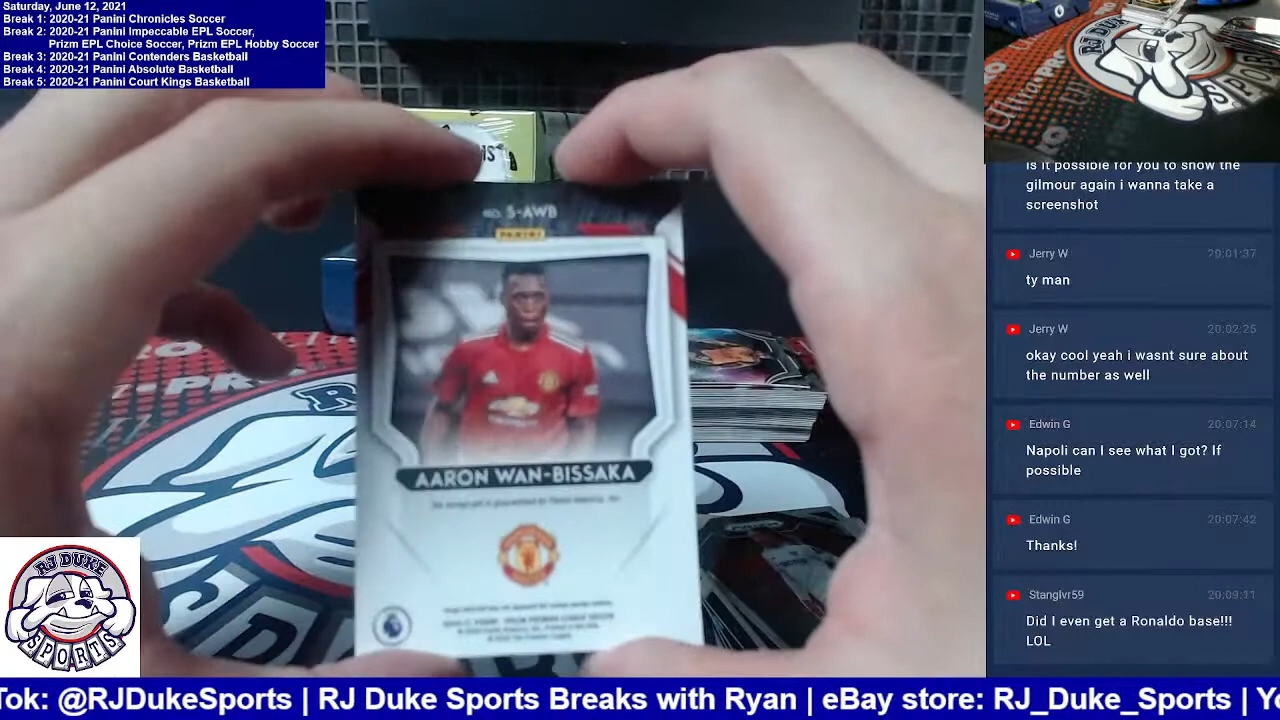 Saturday, June 12, 2021
Break 1: 2020-21 Panini Chronicles Soccer
Break 2: 2020-21 Panini Impeccable EPL Soccer,
Prizm EPL Choice Soccer, Prizm EPL Hobby Soccer
Break 3: 2020-21 Panini Contenders Basketball
Break 4: 2020-21 Panini Absolute Basketball
Break 5: 2020-21 Panini Court Kings Basketball
NO. S-AWB
PANINI
AARON WAN-BISSAKA
RJ DUKE
SPORTS
is it possible for you to show the
gilmour again i wanna take a
screenshot
Jerry W 20:01:37
ty man
Jerry W 20:02:25
okay cool yeah i wasnt sure about
the number as well
Edwin G 20:07:14
Napoli can I see what I got? If
possible
Edwin G 20:07:42
Thanks!
Stanglvr59 20:09:11
Did I even get a Ronaldo base!!!
LOL
Tok: @RJDukeSports | RJ Duke Sports Breaks with Ryan | eBay store: RJ_Duke_Sports |